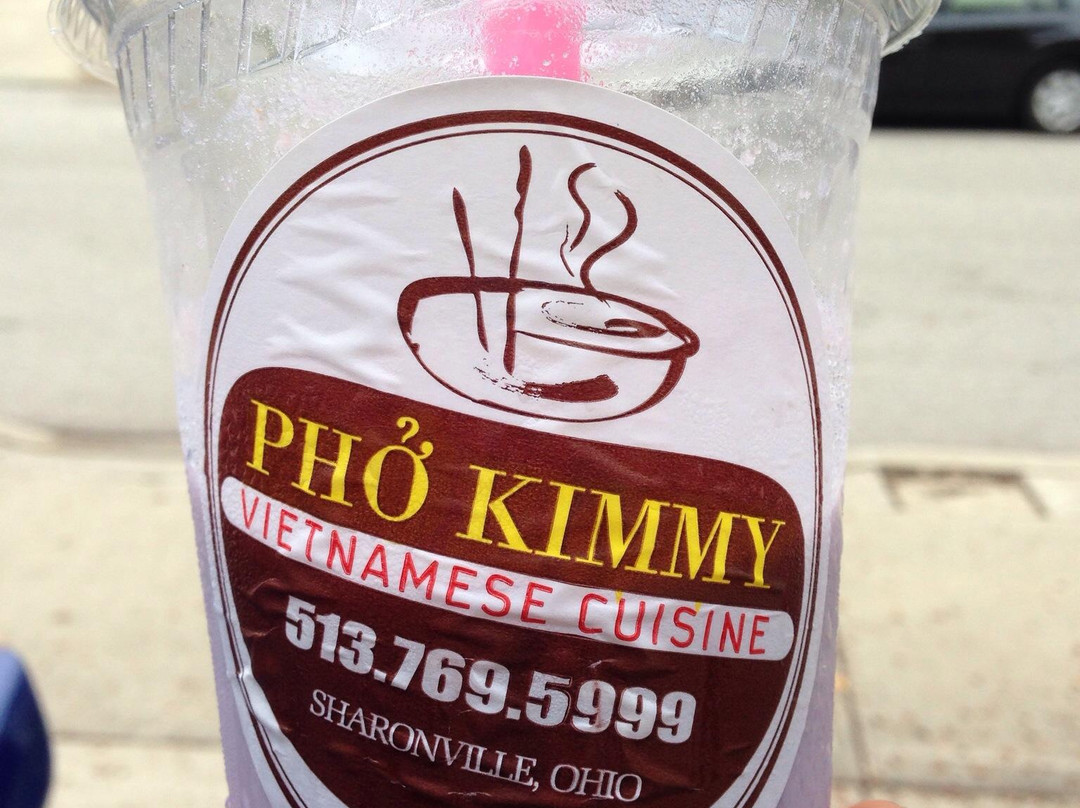 PHỞ KIMMY
VIETNAMESE CUISINE
513.769.5999
SHARONVILLE, OHIO